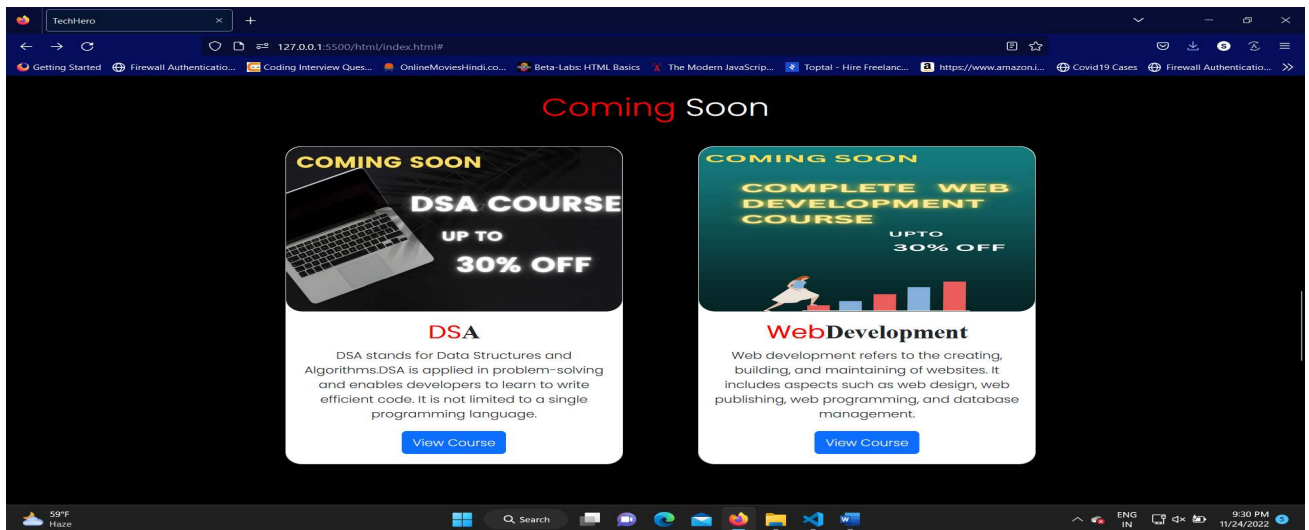 TechHero
127.0.0.1:5500/html/index.html#
Getting Started Firewall Authenticatio... Coding Interview Ques... OnlineMoviesHindi.co... Beta-Labs: HTML Basics The Modern JavaScrip... Toptal - Hire Freelanc... https://www.amazon.i... Covid19 Cases Firewall Authenticatio...
Coming Soon
COMING SOON
DSA COURSE
UP TO
30% OFF
DSA
DSA stands for Data Structures and
Algorithms.DSA is applied in problem-solving
and enables developers to learn to write
efficient code. It is not limited to a single
programming language.
View Course
COMING SOON
COMPLETE WEB
DEVELOPMENT
COURSE
UPTO
30% OFF
WebDevelopment
Web development refers to the creating,
building, and maintaining of websites. It
includes aspects such as web design, web
publishing, web programming, and database
management.
View Course
59°F
Haze
Search
ENG
IN
9:30 PM
11/24/2022
5